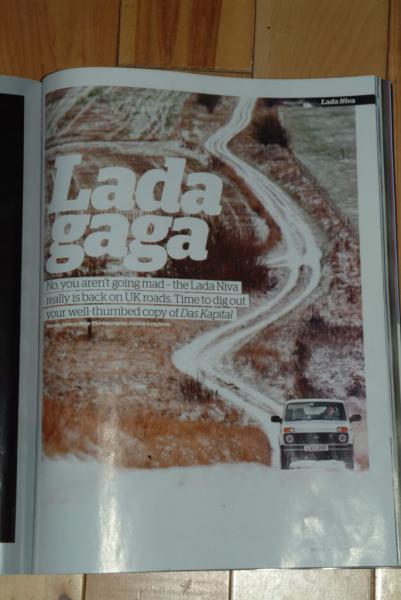 Lada Niva
Lada
gaga
No, you aren't going mad - the Lada Niva
really is back on UK roads. Time to dig out
your well-thumbed copy of Das Kapital